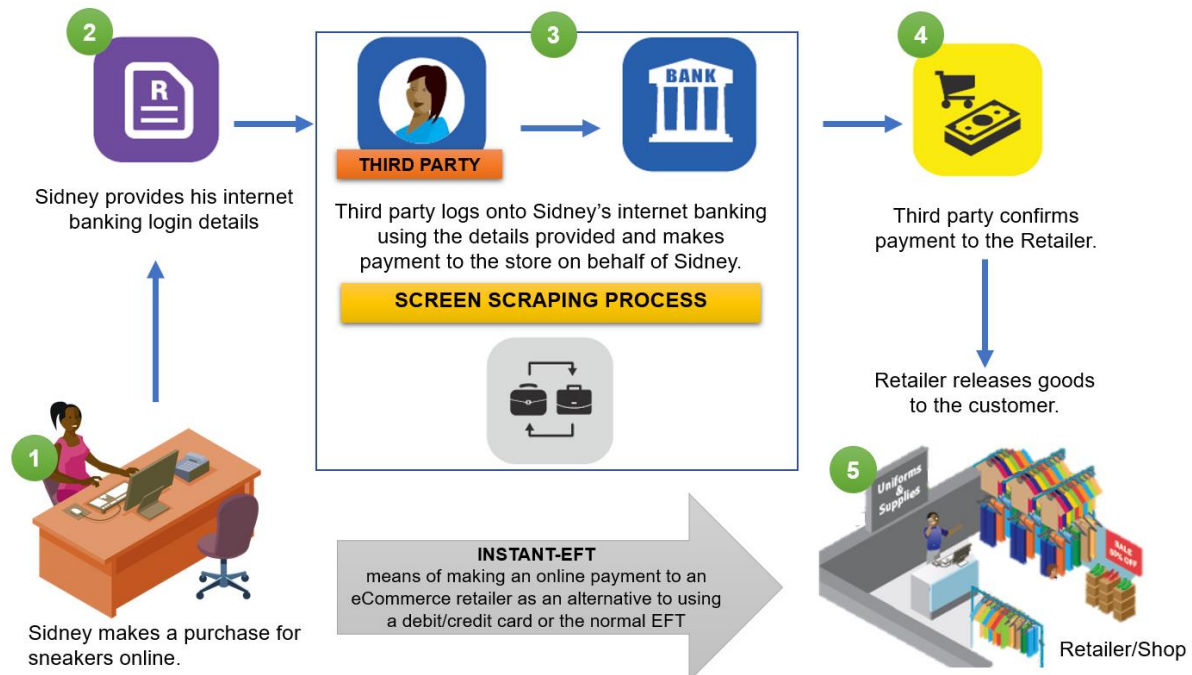 2
R
Sidney provides his internet
banking login details
3
THIRD PARTY
BANK
Third party logs onto Sidney’s internet banking
using the details provided and makes
payment to the store on behalf of Sidney.
SCREEN SCRAPING PROCESS
4
Third party confirms
payment to the Retailer.
Retailer releases goods
to the customer.
1
Sidney makes a purchase for
sneakers online.
INSTANT-EFT
means of making an online payment to an
eCommerce retailer as an alternative to using
a debit/credit card or the normal EFT
5
Uniforms
&
Supplies
SALE
50% OFF
Retailer/Shop